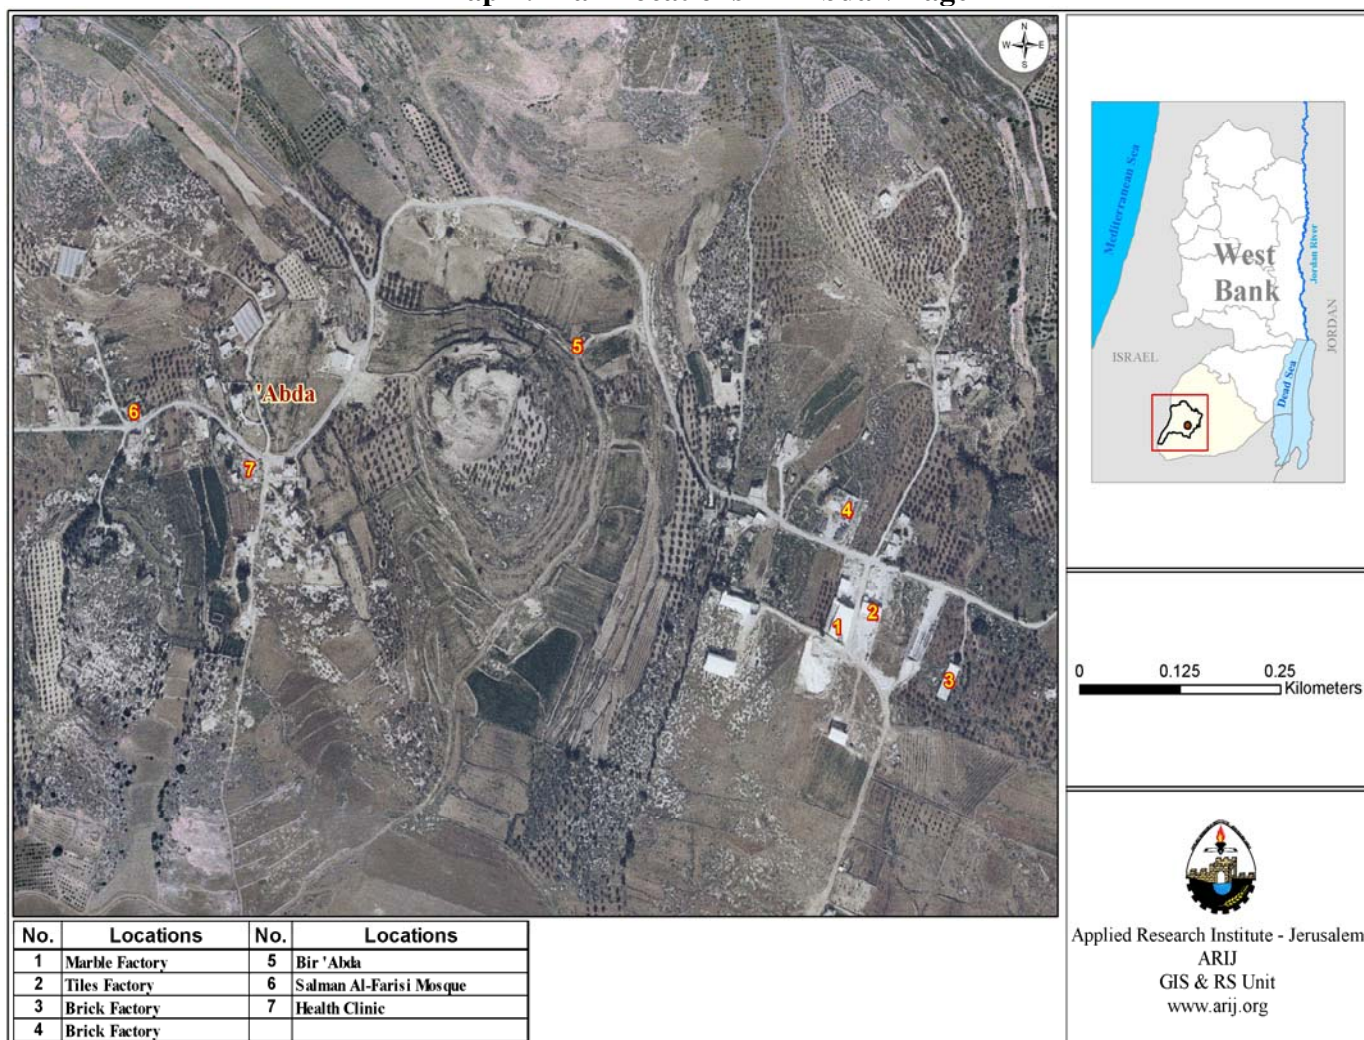 N
W E
S
'Abda
5
6
7
4
1
2
3
Mediterranean Sea
West
Bank
Jordan River
JORDAN
ISRAEL
Dead Sea
0 0.125 0.25
Kilometers
Applied Research Institute - Jerusalem
ARIJ
GIS & RS Unit
www.arij.org
No. Locations No. Locations
1 Marble Factory 5 Bir 'Abda
2 Tiles Factory 6 Salman Al-Farisi Mosque
3 Brick Factory 7 Health Clinic
4 Brick Factory